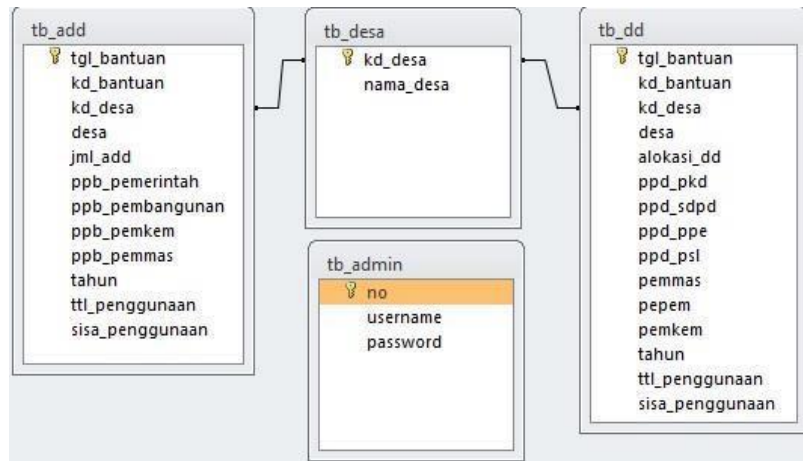 tb_add
tgl_bantuan
kd_bantuan
kd_desa
desa
jml_add
ppb_pemerintah
ppb_pembangunan
ppb_pemkem
ppb_pemmas
tahun
ttl_penggunaan
sisa_penggunaan
tb_desa
kd_desa
nama_desa
tb_admin
no
username
password
tb_dd
tgl_bantuan
kd_bantuan
kd_desa
desa
alokasi_dd
ppd_pkd
ppd_sdpd
ppd_ppe
ppd_psl
pemmas
pepem
pemkem
tahun
ttl_penggunaan
sisa_penggunaan